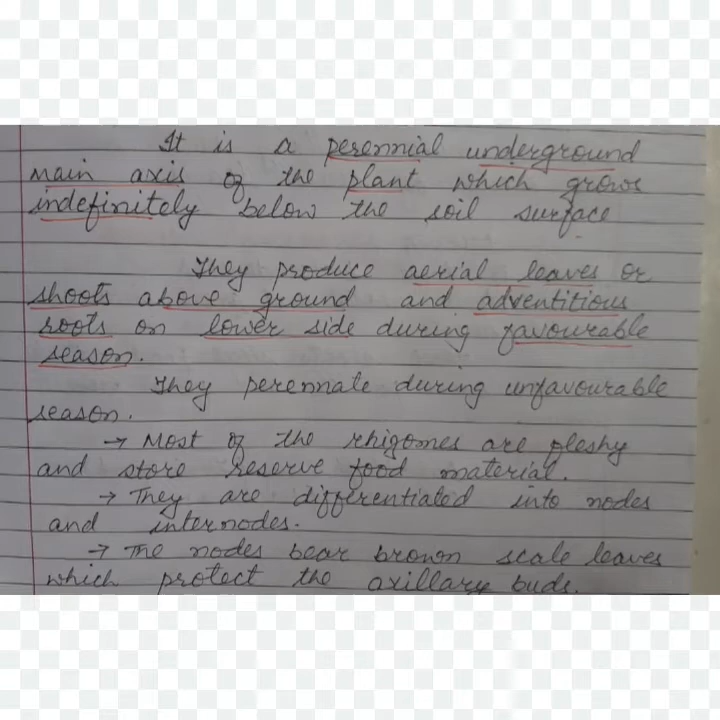 It is a perennial underground
main axis of the plant which grows
indefinitely below the soil surface
They produce aerial leaves or
shoots above ground and adventitious
roots on lower side during favourable
season.
They perennate during unfavourable
season.
→ Most of the rhizomes are fleshy
and store reserve food material.
→ They are differentiated into nodes
and internodes.
→ The nodes bear brown scale leaves
which protect the axillary buds.